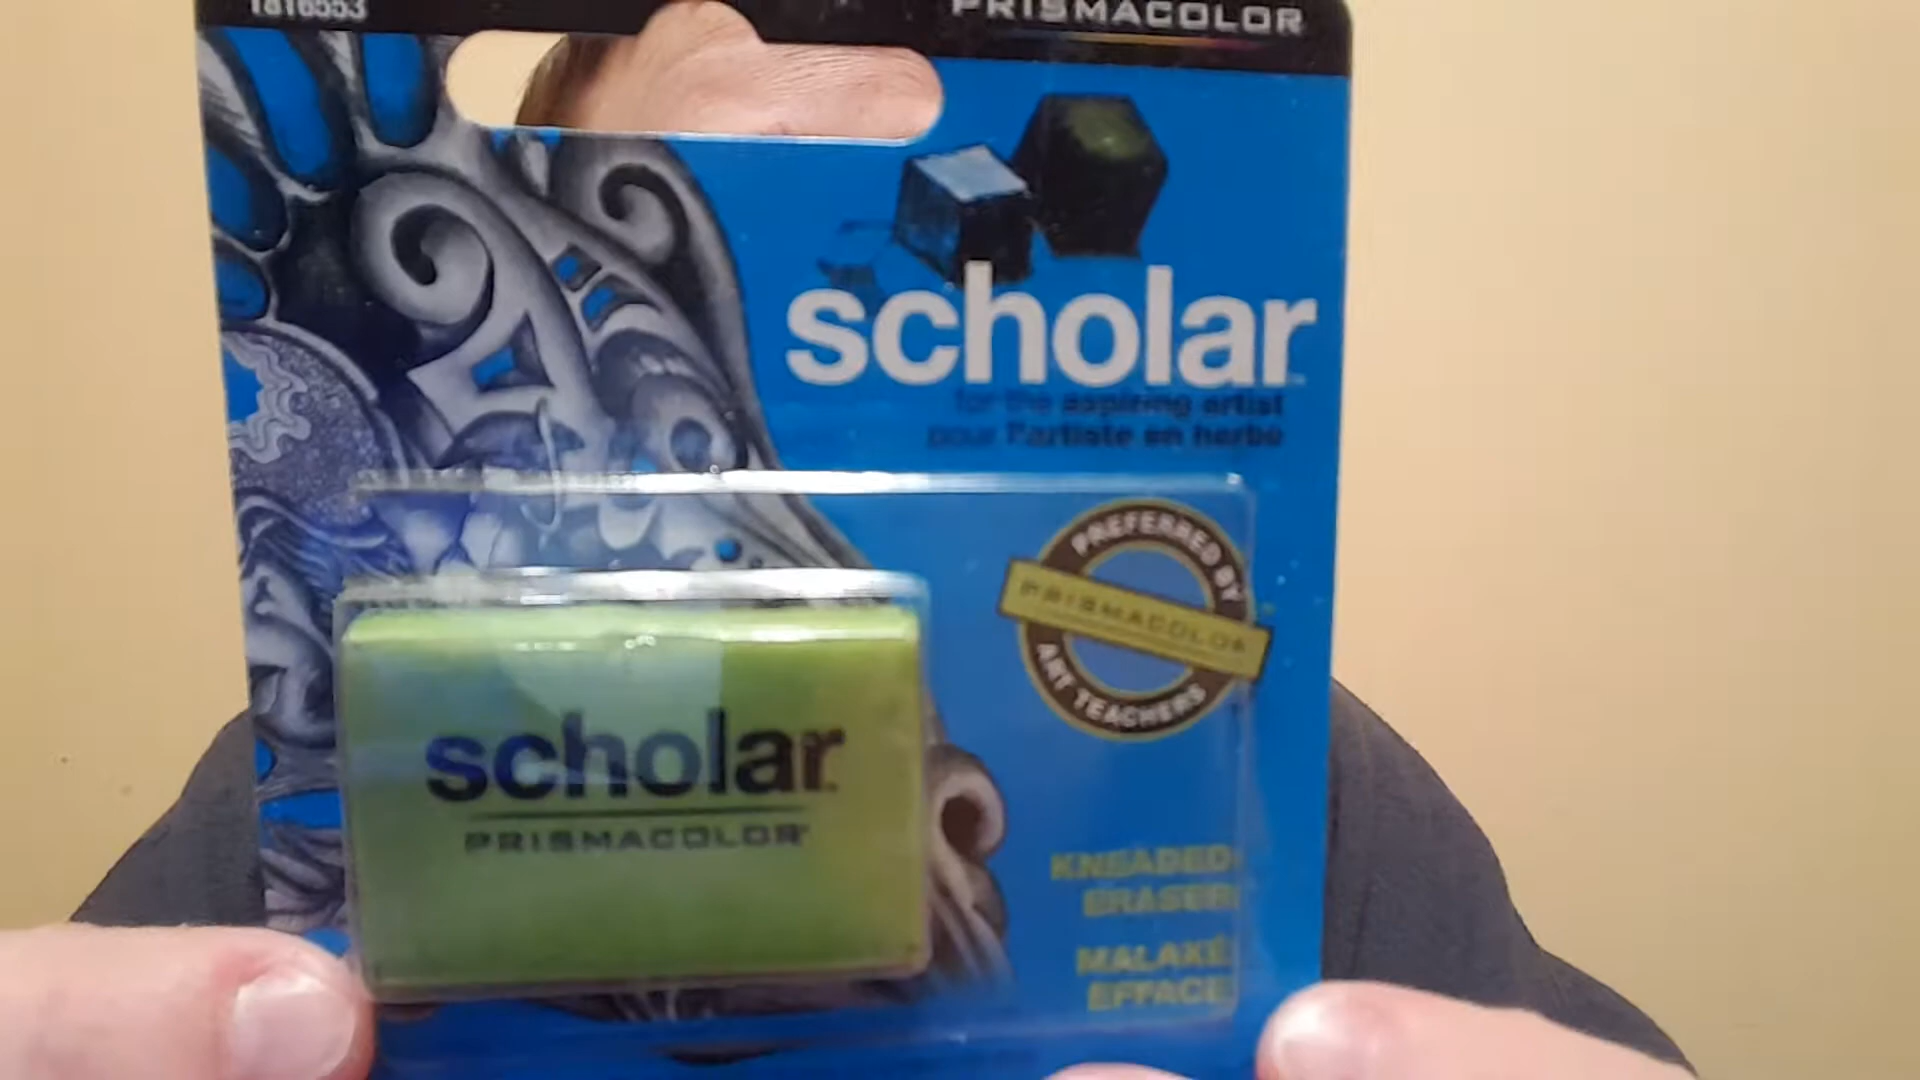 1816553
PRISMACOLOR
scholar
for the aspiring artist
pour l'artiste en herbe
PREFERRED BY
PRISMACOLOR
ART TEACHERS
scholar
PRISMACOLOR
KNEADED
ERASER
MALAXÉ
EFFACE